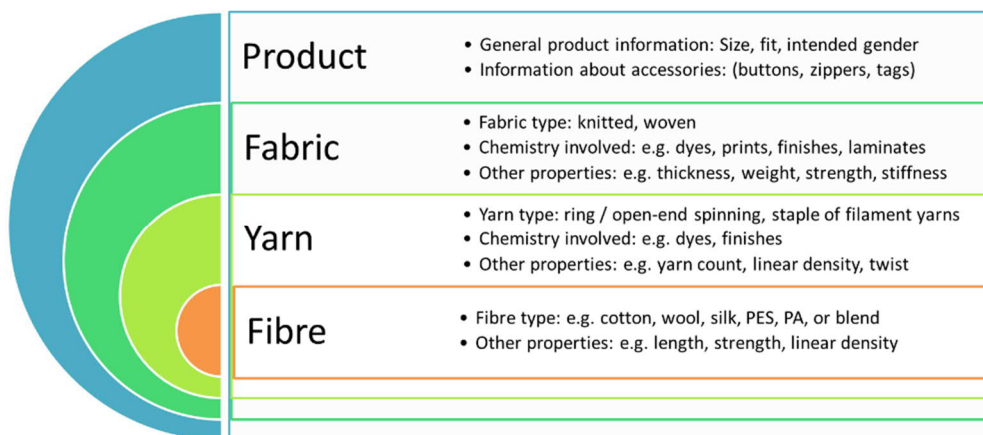 Product
• General product information: Size, fit, intended gender
• Information about accessories: (buttons, zippers, tags)
Fabric
• Fabric type: knitted, woven
• Chemistry involved: e.g. dyes, prints, finishes, laminates
• Other properties: e.g. thickness, weight, strength, stiffness
Yarn
• Yarn type: ring / open-end spinning, staple of filament yarns
• Chemistry involved: e.g. dyes, finishes
• Other properties: e.g. yarn count, linear density, twist
Fibre
• Fibre type: e.g. cotton, wool, silk, PES, PA, or blend
• Other properties: e.g. length, strength, linear density